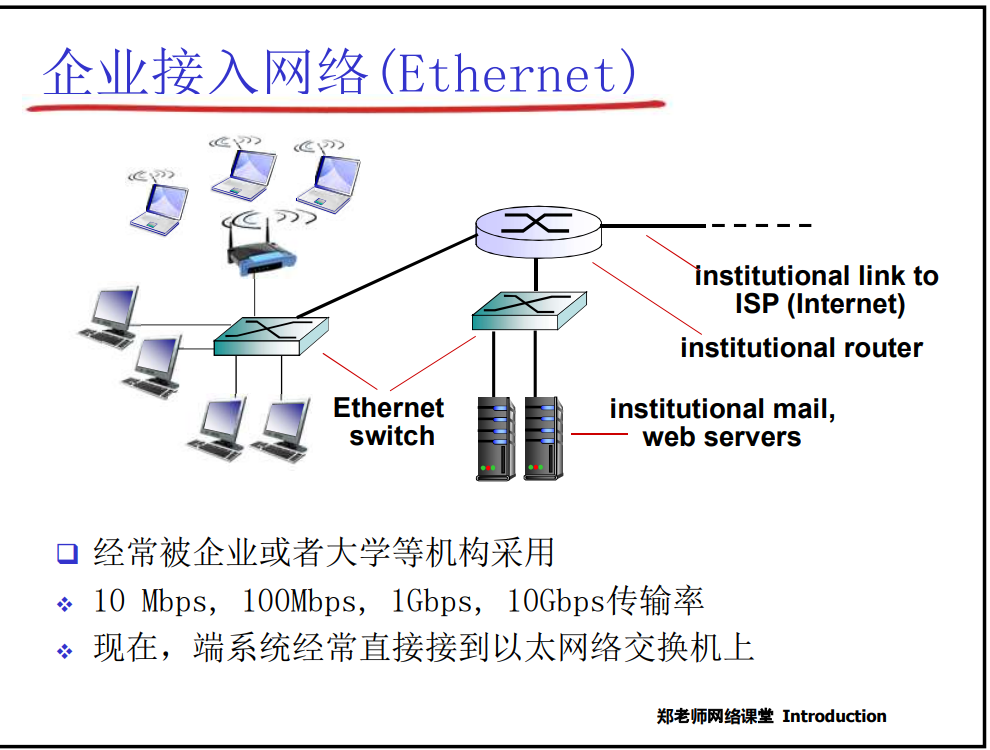 企业接入网络(Ethernet)
institutional link to
ISP (Internet)
institutional router
Ethernet
switch
institutional mail,
web servers
经常被企业或者大学等机构采用
10 Mbps, 100Mbps, 1Gbps, 10Gbps传输率
现在，端系统经常直接接到以太网络交换机上
郑老师网络课堂 Introduction